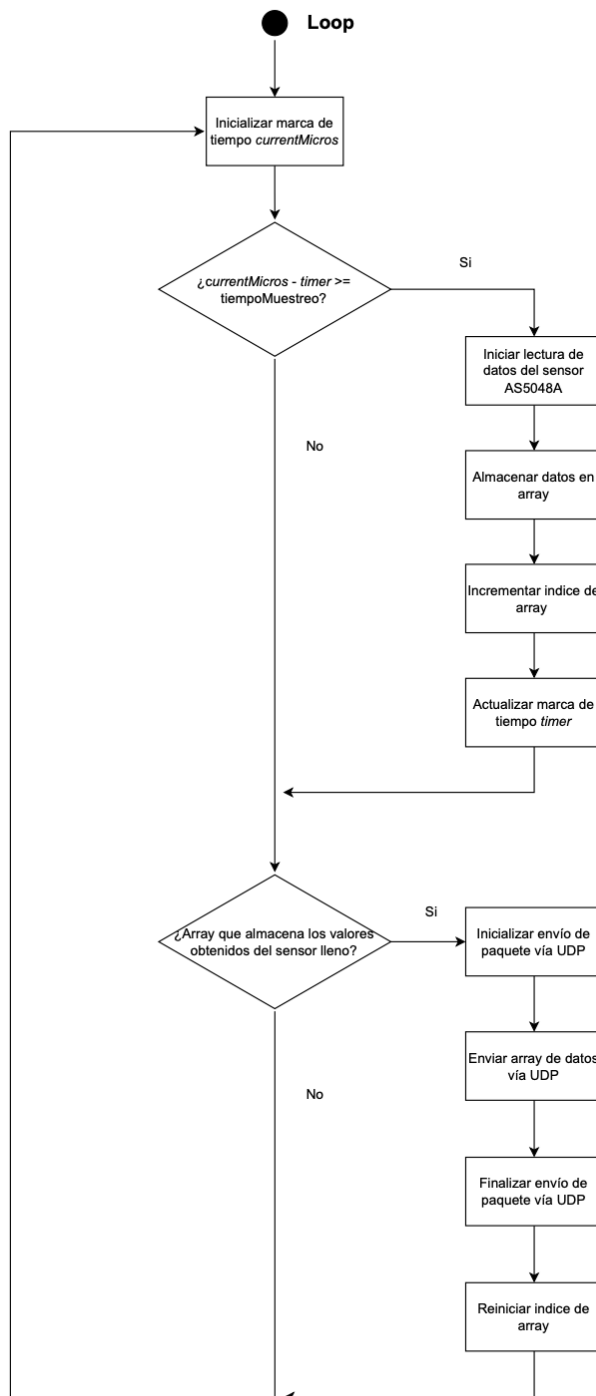 Loop
Inicializar marca de
tiempo currentMicros
¿currentMicros - timer >=
tiempoMuestreo?
Si
Iniciar lectura de
datos del sensor
AS5048A
No
Almacenar datos en
array
Incrementar indice de
array
Actualizar marca de
tiempo timer
¿Array que almacena los valores
obtenidos del sensor lleno?
Si
Inicializar envío de
paquete vía UDP
Enviar array de datos
vía UDP
No
Finalizar envío de
paquete vía UDP
Reiniciar indice de
array